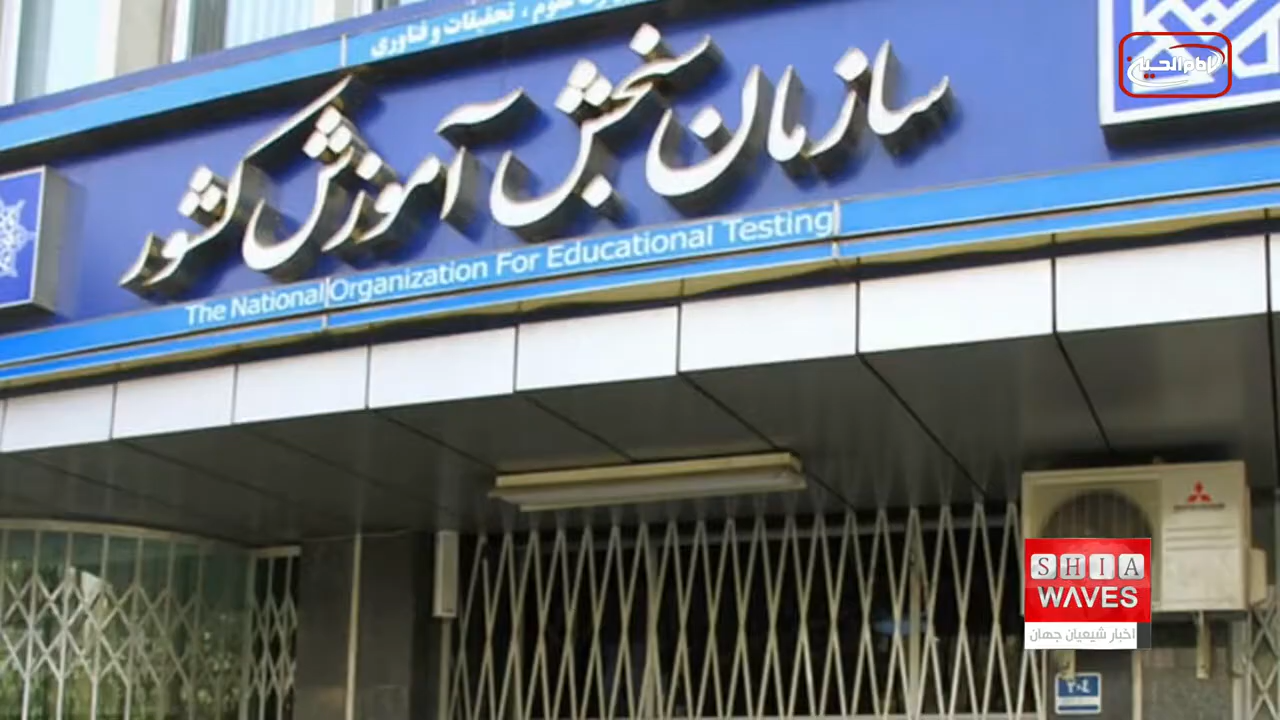 علوم ، تحقیقات و فناوری
سازمان سنجش آموزش کشور
The National Organization For Educational Testing
SHIA
WAVES
اخبار شیعیان جهان
۲۰۴